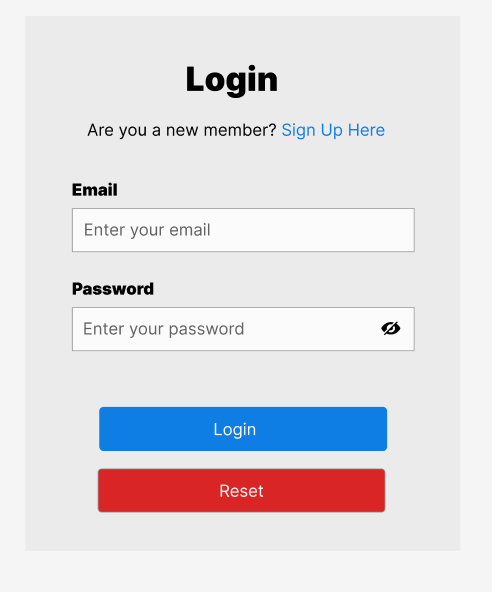 Login
Are you a new member? Sign Up Here
Email
Enter your email
Password
Enter your password
Login
Reset